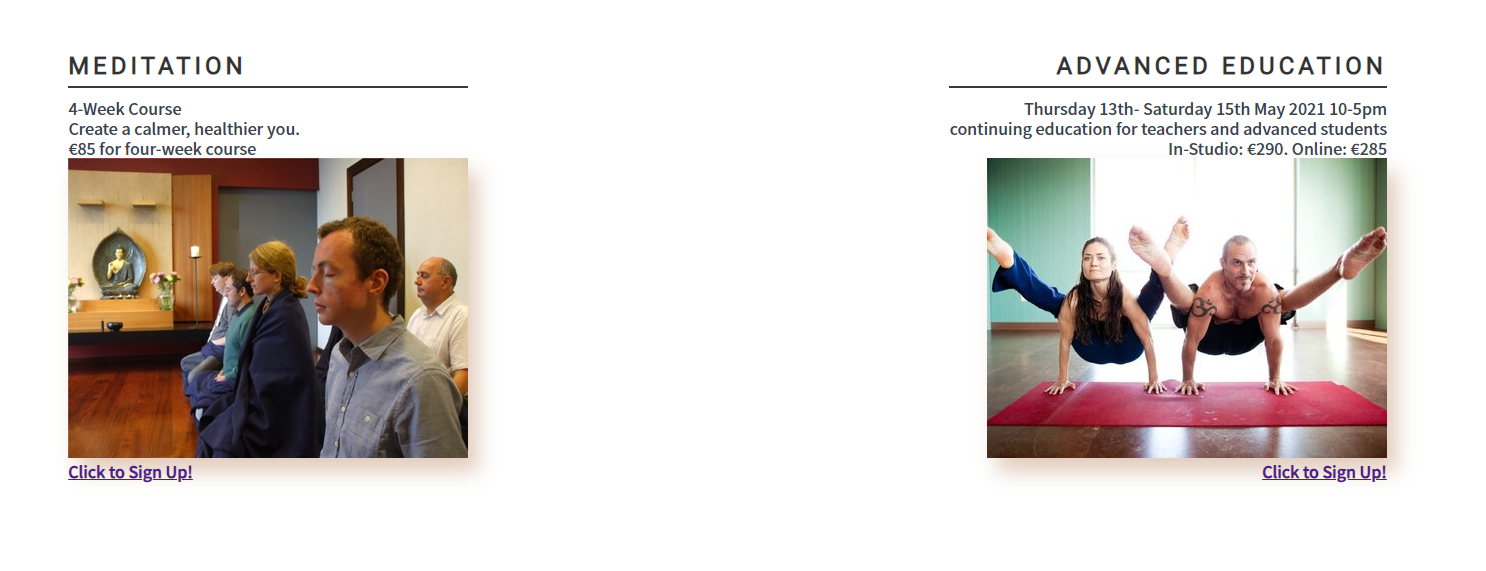 MEDITATION
4-Week Course
Create a calmer, healthier you.
€85 for four-week course
Click to Sign Up!
ADVANCED EDUCATION
Thursday 13th- Saturday 15th May 2021 10-5pm
continuing education for teachers and advanced students
In-Studio: €290. Online: €285
Click to Sign Up!